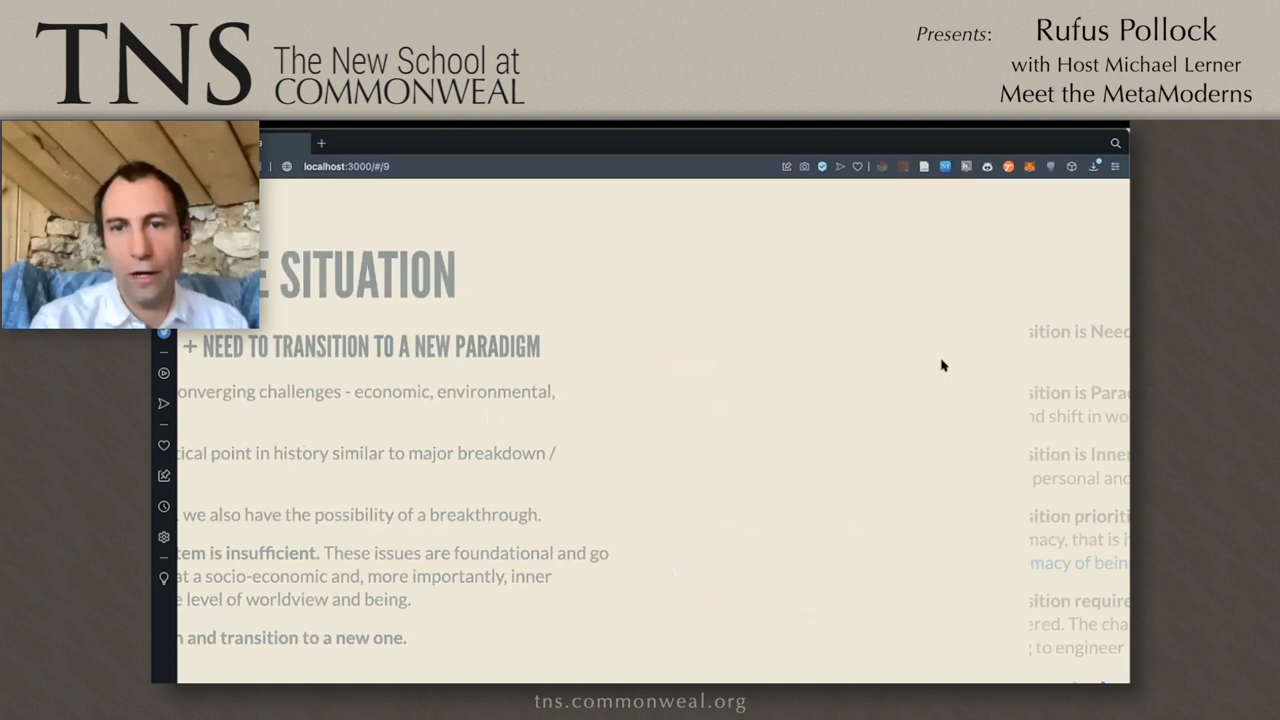 TNS
The New School at
COMMONWEAL
Presents: Rufus Pollock
with Host Michael Lerner
Meet the MetaModerns
localhost:3000/#/9
SITUATION
+ NEED TO TRANSITION TO A NEW PARADIGM
onverging challenges - economic, environmental,
tical point in history similar to major breakdown /
we also have the possibility of a breakthrough.
tem is insufficient. These issues are foundational and go
at a socio-economic and, more importantly, inner
e level of worldview and being.
and transition to a new one.
sition is Need
sition is Para
nd shift in wo
sition is Inner
personal and
sition prioriti
macy, that is i
macy of bein
sition require
ered. The cha
g to engineer
tns.commonweal.org